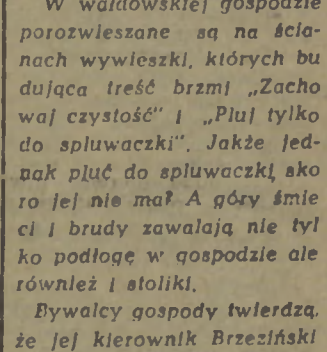 W wałdowskiej gospodzie
porozwieszane są na ścia-
nach wywieszki, których bu
dująca treść brzmi „Zacho
waj czystość" i „Pluj tylko
do spluwaczki". Jakże jed-
nak pluć do spluwaczki sko
ro jej nie ma? A góry śmie
ci i brudy zawalają nie tyl
ko podłogę w gospodzie ale
również i stoliki.
Bywalcy gospody twierdzą,
że jej kierownik Brzeziński